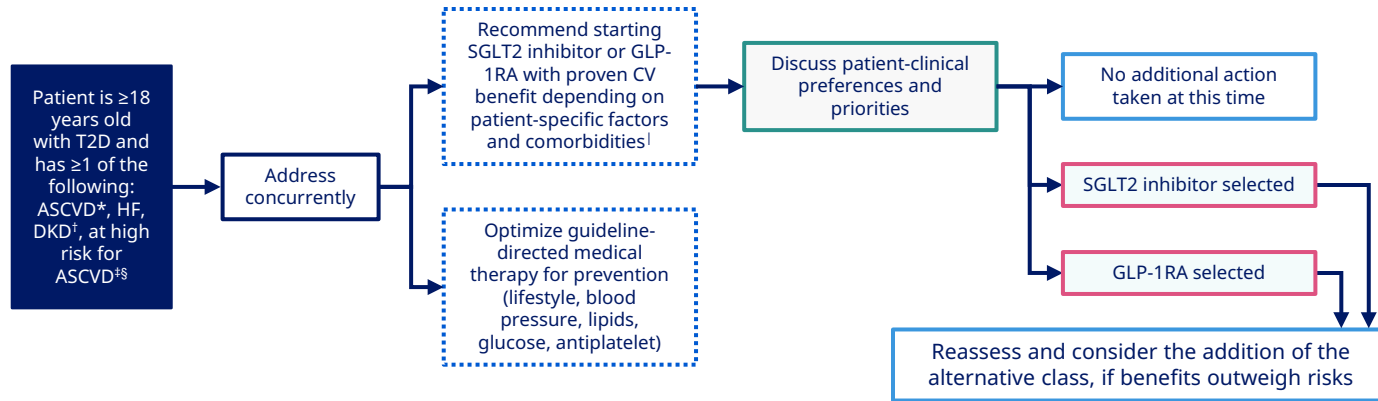 Patient is ≥18
years old
with T2D and
has ≥1 of the
following:
ASCVD*, HF,
DKD†, at high
risk for
ASCVD‡§
Address
concurrently
Recommend starting
SGLT2 inhibitor or GLP-
1RA with proven CV
benefit depending on
patient-specific factors
and comorbidities|
Optimize guideline-
directed medical
therapy for prevention
(lifestyle, blood
pressure, lipids,
glucose, antiplatelet)
Discuss patient-clinical
preferences and
priorities
No additional action
taken at this time
SGLT2 inhibitor selected
GLP-1RA selected
Reassess and consider the addition of the
alternative class, if benefits outweigh risks